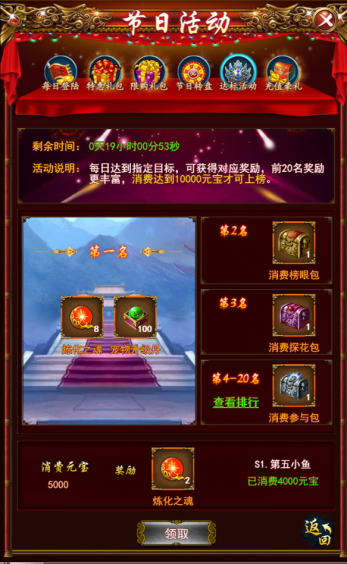 节日活动
每日登陆 特惠礼包 限购礼包 节日转盘 达标活动 充值豪礼
剩余时间： 0天19小时00分53秒
活动说明： 每日达到指定目标，可获得对应奖励，前20名奖励
更丰富，消费达到10000元宝才可上榜。
第一名
8 100
炼化之魂
第2名
1
消费榜眼包
第3名
1
消费探花包
第4-20名
查看排行
1
消费参与包
消费元宝 奖励
5000
2
炼化之魂
S1.第五小鱼
已消费4000元宝
领取
返回